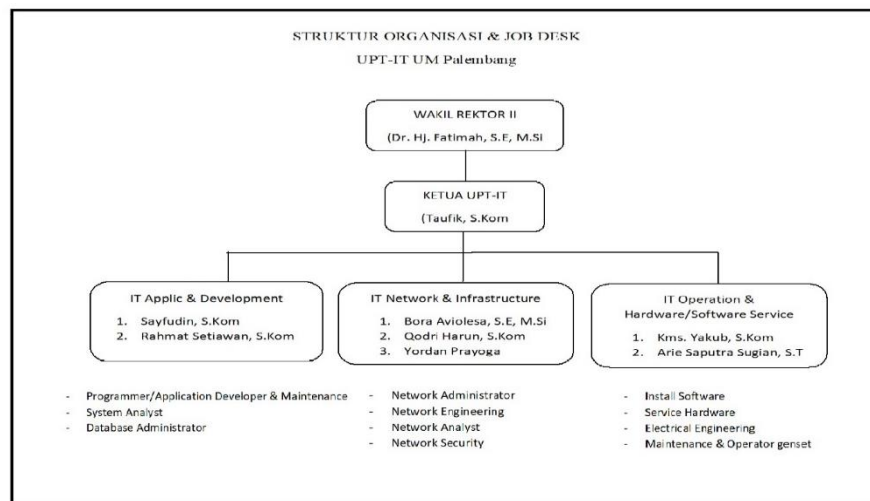 STRUKTUR ORGANISASI & JOB DESK
UPT-IT UM Palembang
WAKIL REKTOR II
(Dr. Hj. Fatimah, S.E, M.Si
KETUA UPT-IT
(Taufik, S.Kom
IT Applic & Development
1. Sayfudin, S.Kom
2. Rahmat Setiawan, S.Kom
IT Network & Infrastructure
1. Bora Aviolesa, S.E, M.Si
2. Qodri Harun, S.Kom
3. Yordan Prayoga
IT Operation &
Hardware/Software Service
1. Kms. Yakub, S.Kom
2. Arie Saputra Sugian, S.T
- Programmer/Application Developer & Maintenance
- System Analyst
- Database Administrator
- Network Administrator
- Network Engineering
- Network Analyst
- Network Security
- Install Software
- Service Hardware
- Electrical Engineering
- Maintenance & Operator genset